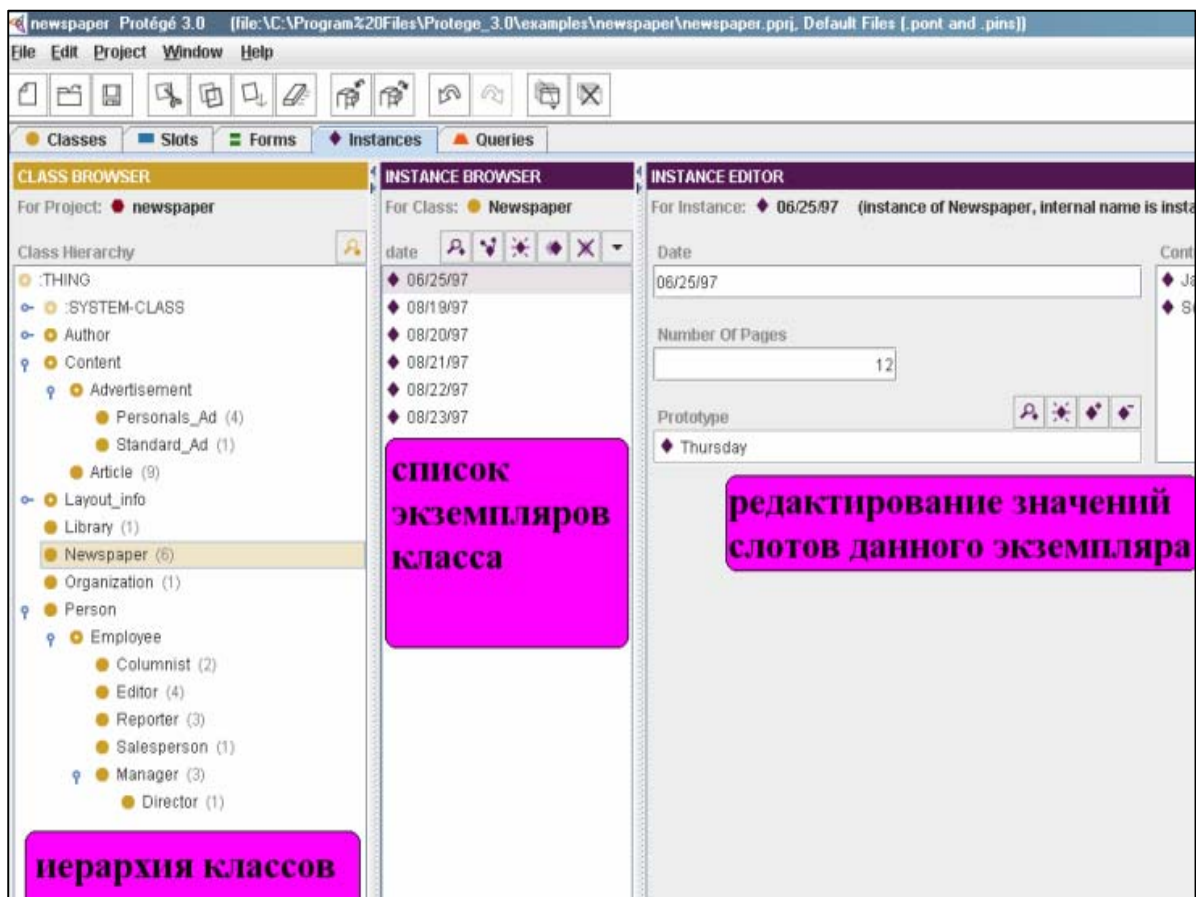 newspaper Protégé 3.0 (file:\C:\Program%20Files\Protege_3.0\examples\newspaper\newspaper.pprj, Default Files (.pont and .pins))
File Edit Project Window Help
Classes Slots Forms Instances Queries
CLASS BROWSER
For Project: newspaper
Class Hierarchy
:THING
:SYSTEM-CLASS
Author
Content
Advertisement
Personals_Ad (4)
Standard_Ad (1)
Article (9)
Layout_info
Library (1)
Newspaper (6)
Organization (1)
Person
Employee
Columnist (2)
Editor (4)
Reporter (3)
Salesperson (1)
Manager (3)
Director (1)
иерархия классов
INSTANCE BROWSER
For Class: Newspaper
date
06/25/97
08/19/97
08/20/97
08/21/97
08/22/97
08/23/97
список
экземпляров
класса
INSTANCE EDITOR
For Instance: 06/25/97 (instance of Newspaper, internal name is insta
Date
06/25/97
Number Of Pages
12
Prototype
Thursday
Cont
редактирование значений
слотов данного экземпляра